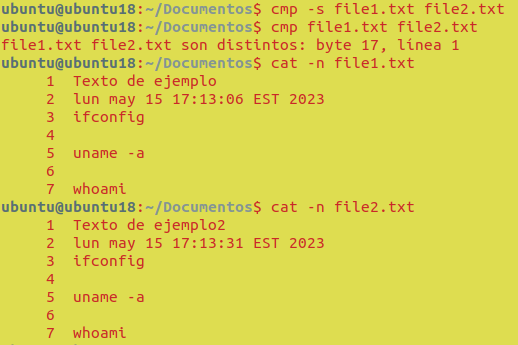 ubuntu@ubuntu18:~/Documentos$ cmp -s file1.txt file2.txt
ubuntu@ubuntu18:~/Documentos$ cmp file1.txt file2.txt
file1.txt file2.txt son distintos: byte 17, línea 1
ubuntu@ubuntu18:~/Documentos$ cat -n file1.txt
     1  Texto de ejemplo
     2  lun may 15 17:13:06 EST 2023
     3  ifconfig
     4
     5  uname -a
     6
     7  whoami
ubuntu@ubuntu18:~/Documentos$ cat -n file2.txt
     1  Texto de ejemplo2
     2  lun may 15 17:13:31 EST 2023
     3  ifconfig
     4
     5  uname -a
     6
     7  whoami